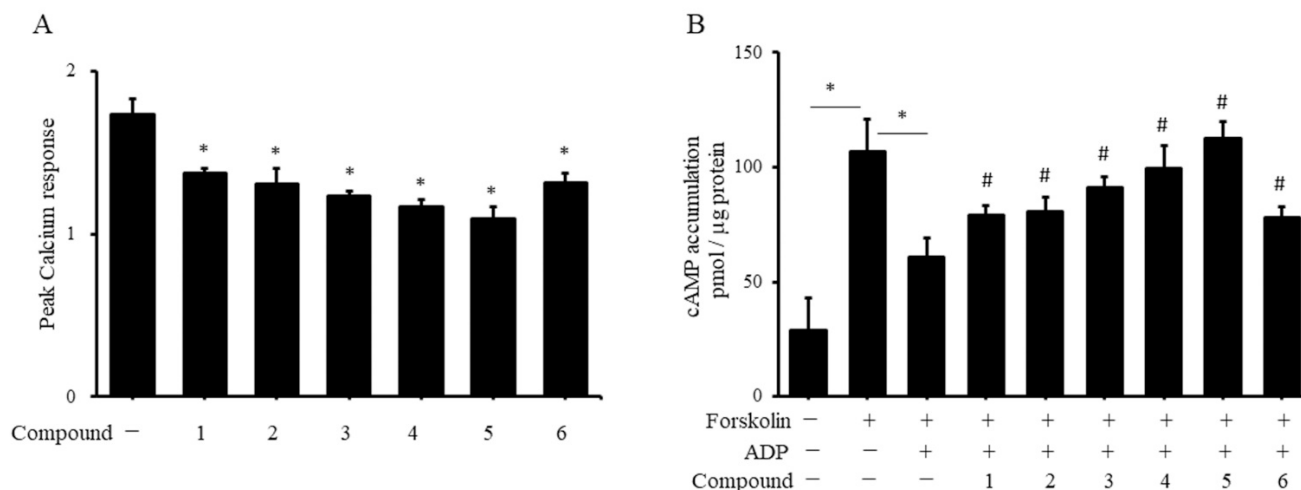 A
Peak Calcium response
2
1
0
* * * * * *
Compound − 1 2 3 4 5 6
B
cAMP accumulation
pmol / µg protein
150
100
50
0
* * # # # # # #
Forskolin − + + + + + + + +
ADP − − + + + + + + +
Compound − − − 1 2 3 4 5 6